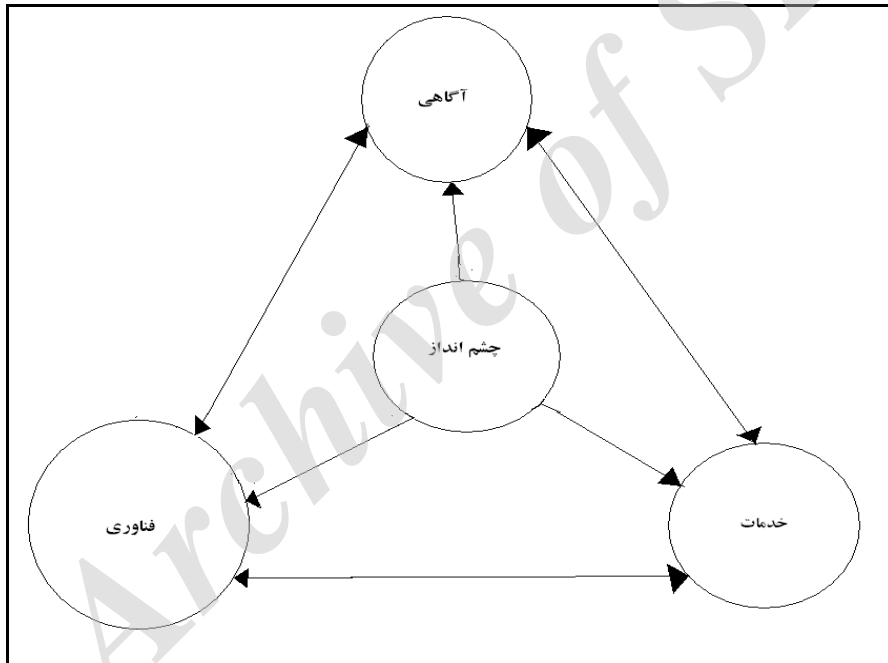 آگاهی
چشم انداز
فناوری
خدمات
Archive of S